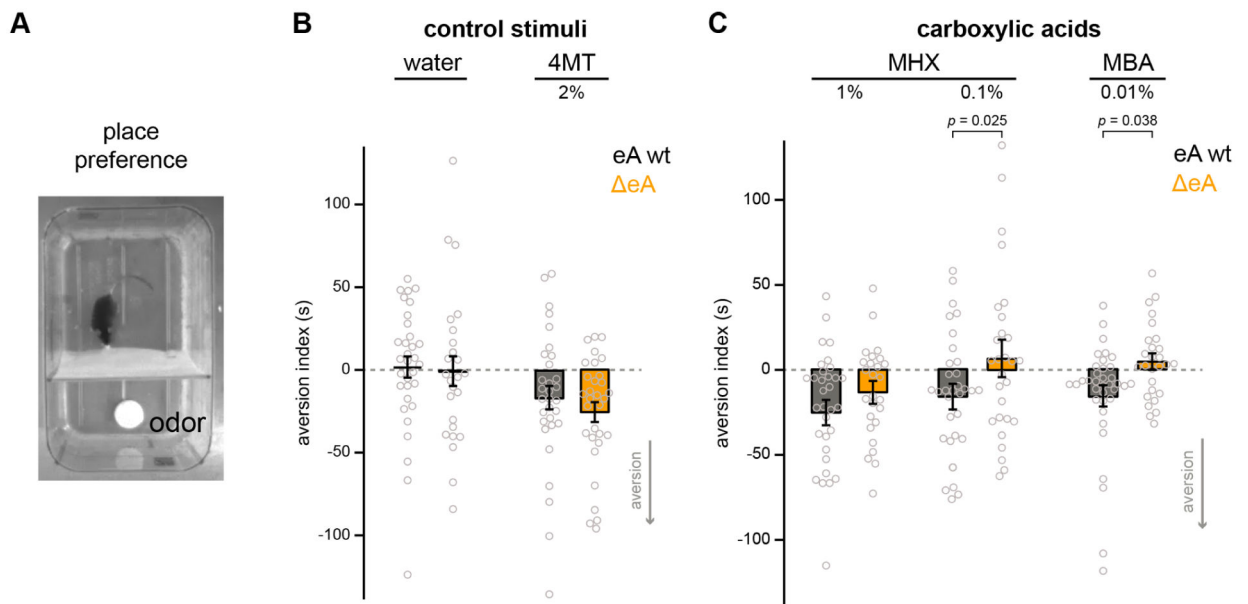 A
place
preference
odor
B
control stimuli
water 4MT
2%
eA wt
ΔeA
aversion index (s)
100
50
0
-50
-100
aversion
C
carboxylic acids
MHX MBA
1% 0.1% 0.01%
p = 0.025 p = 0.038
eA wt
ΔeA
aversion index (s)
100
50
0
-50
-100
aversion